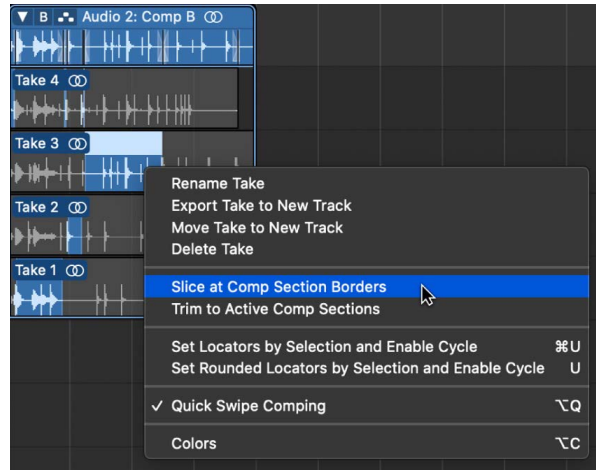 B Audio 2: Comp B
Take 4
Take 3
Take 2
Take 1
Rename Take
Export Take to New Track
Move Take to New Track
Delete Take
Slice at Comp Section Borders
Trim to Active Comp Sections
Set Locators by Selection and Enable Cycle ⌘U
Set Rounded Locators by Selection and Enable Cycle U
✓ Quick Swipe Comping ⌥Q
Colors ⌥C